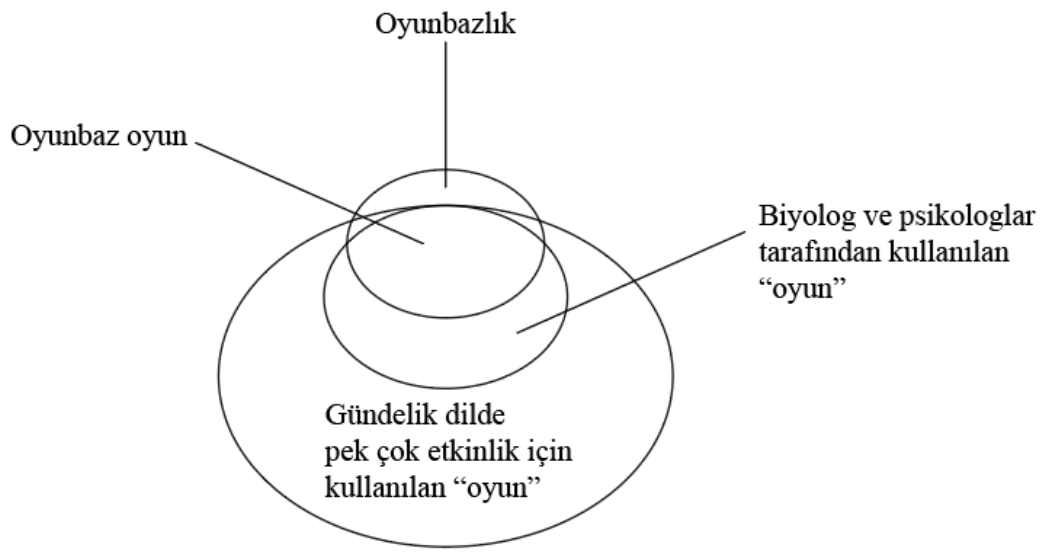 Oyunbazlık
Oyunbaz oyun
Biyolog ve psikologlar
tarafından kullanılan
“oyun”
Gündelik dilde
pek çok etkinlik için
kullanılan “oyun”